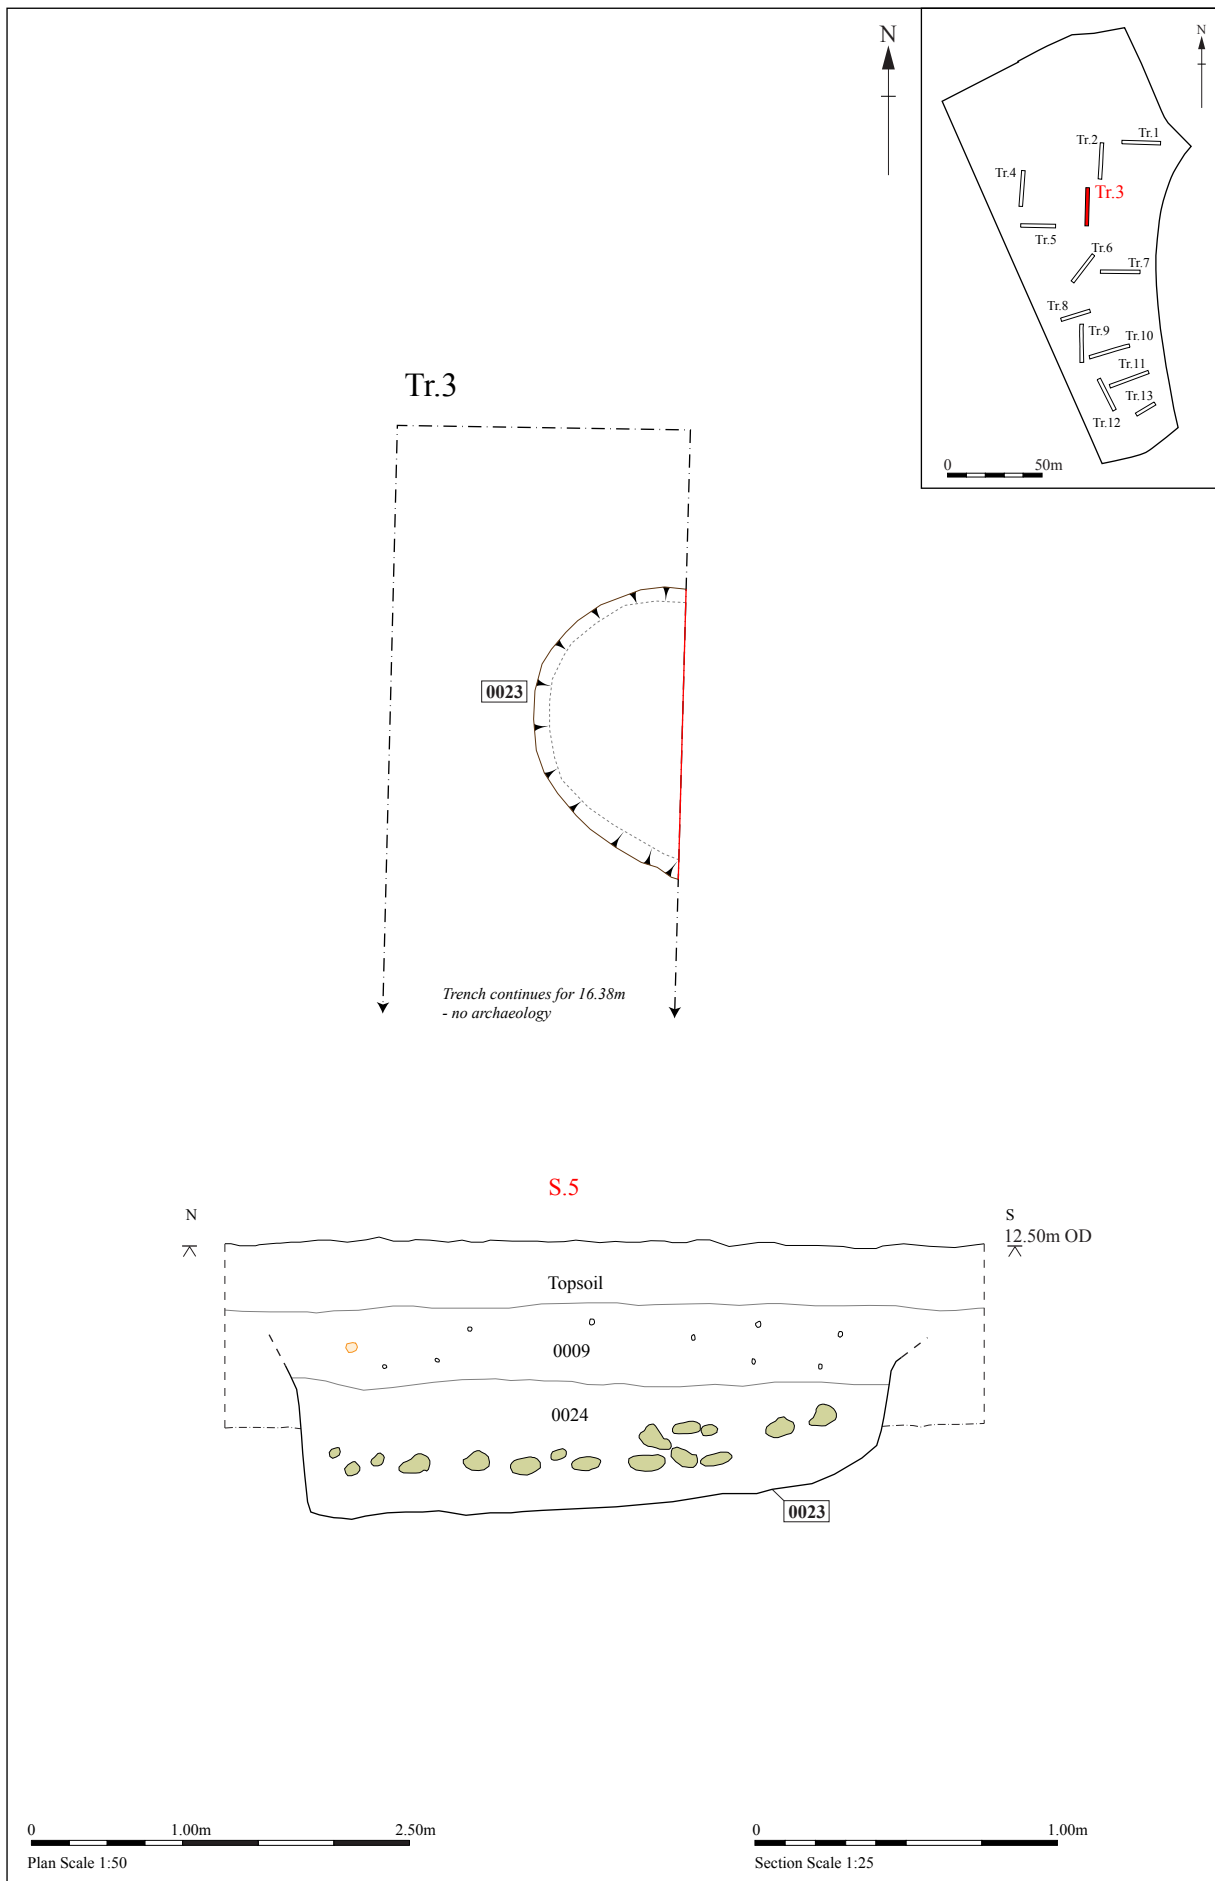 N
N
Tr.1
Tr.2
Tr.4
Tr.3
Tr.5
Tr.6
Tr.7
Tr.8
Tr.9
Tr.10
Tr.11
Tr.13
Tr.12
0 50m
Tr.3
0023
Trench continues for 16.38m
- no archaeology
S.5
N
S
12.50m OD
Topsoil
0009
0024
0023
0 1.00m 2.50m
Plan Scale 1:50
0 1.00m
Section Scale 1:25